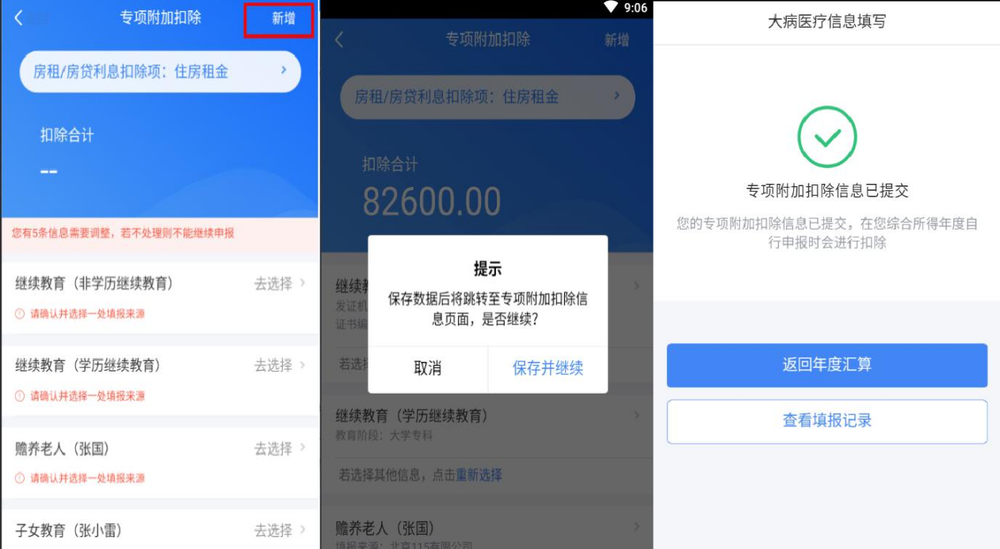 专项附加扣除
新增
房租/房贷利息扣除项：住房租金
扣除合计
--
您有5条信息需要调整，若不处理则不能继续申报
继续教育（非学历继续教育）
去选择
请确认并选择一处填报来源
继续教育（学历继续教育）
去选择
请确认并选择一处填报来源
赡养老人（张国）
去选择
请确认并选择一处填报来源
子女教育（张小雷）
去选择
9:06
专项附加扣除
新增
房租/房贷利息扣除项：住房租金
扣除合计
82600.00
继续教
发证机
证书编
若选择
提示
保存数据后将跳转至专项附加扣除信
息页面，是否继续？
取消
保存并继续
继续教育（学历继续教育）
教育阶段：大学专科
若选择其他信息，点击重新选择
赡养老人（张国）
填报来源：北京115有限公司
大病医疗信息填写
专项附加扣除信息已提交
您的专项附加扣除信息已提交，在您综合所得年度自
行申报时会进行扣除
返回年度汇算
查看填报记录